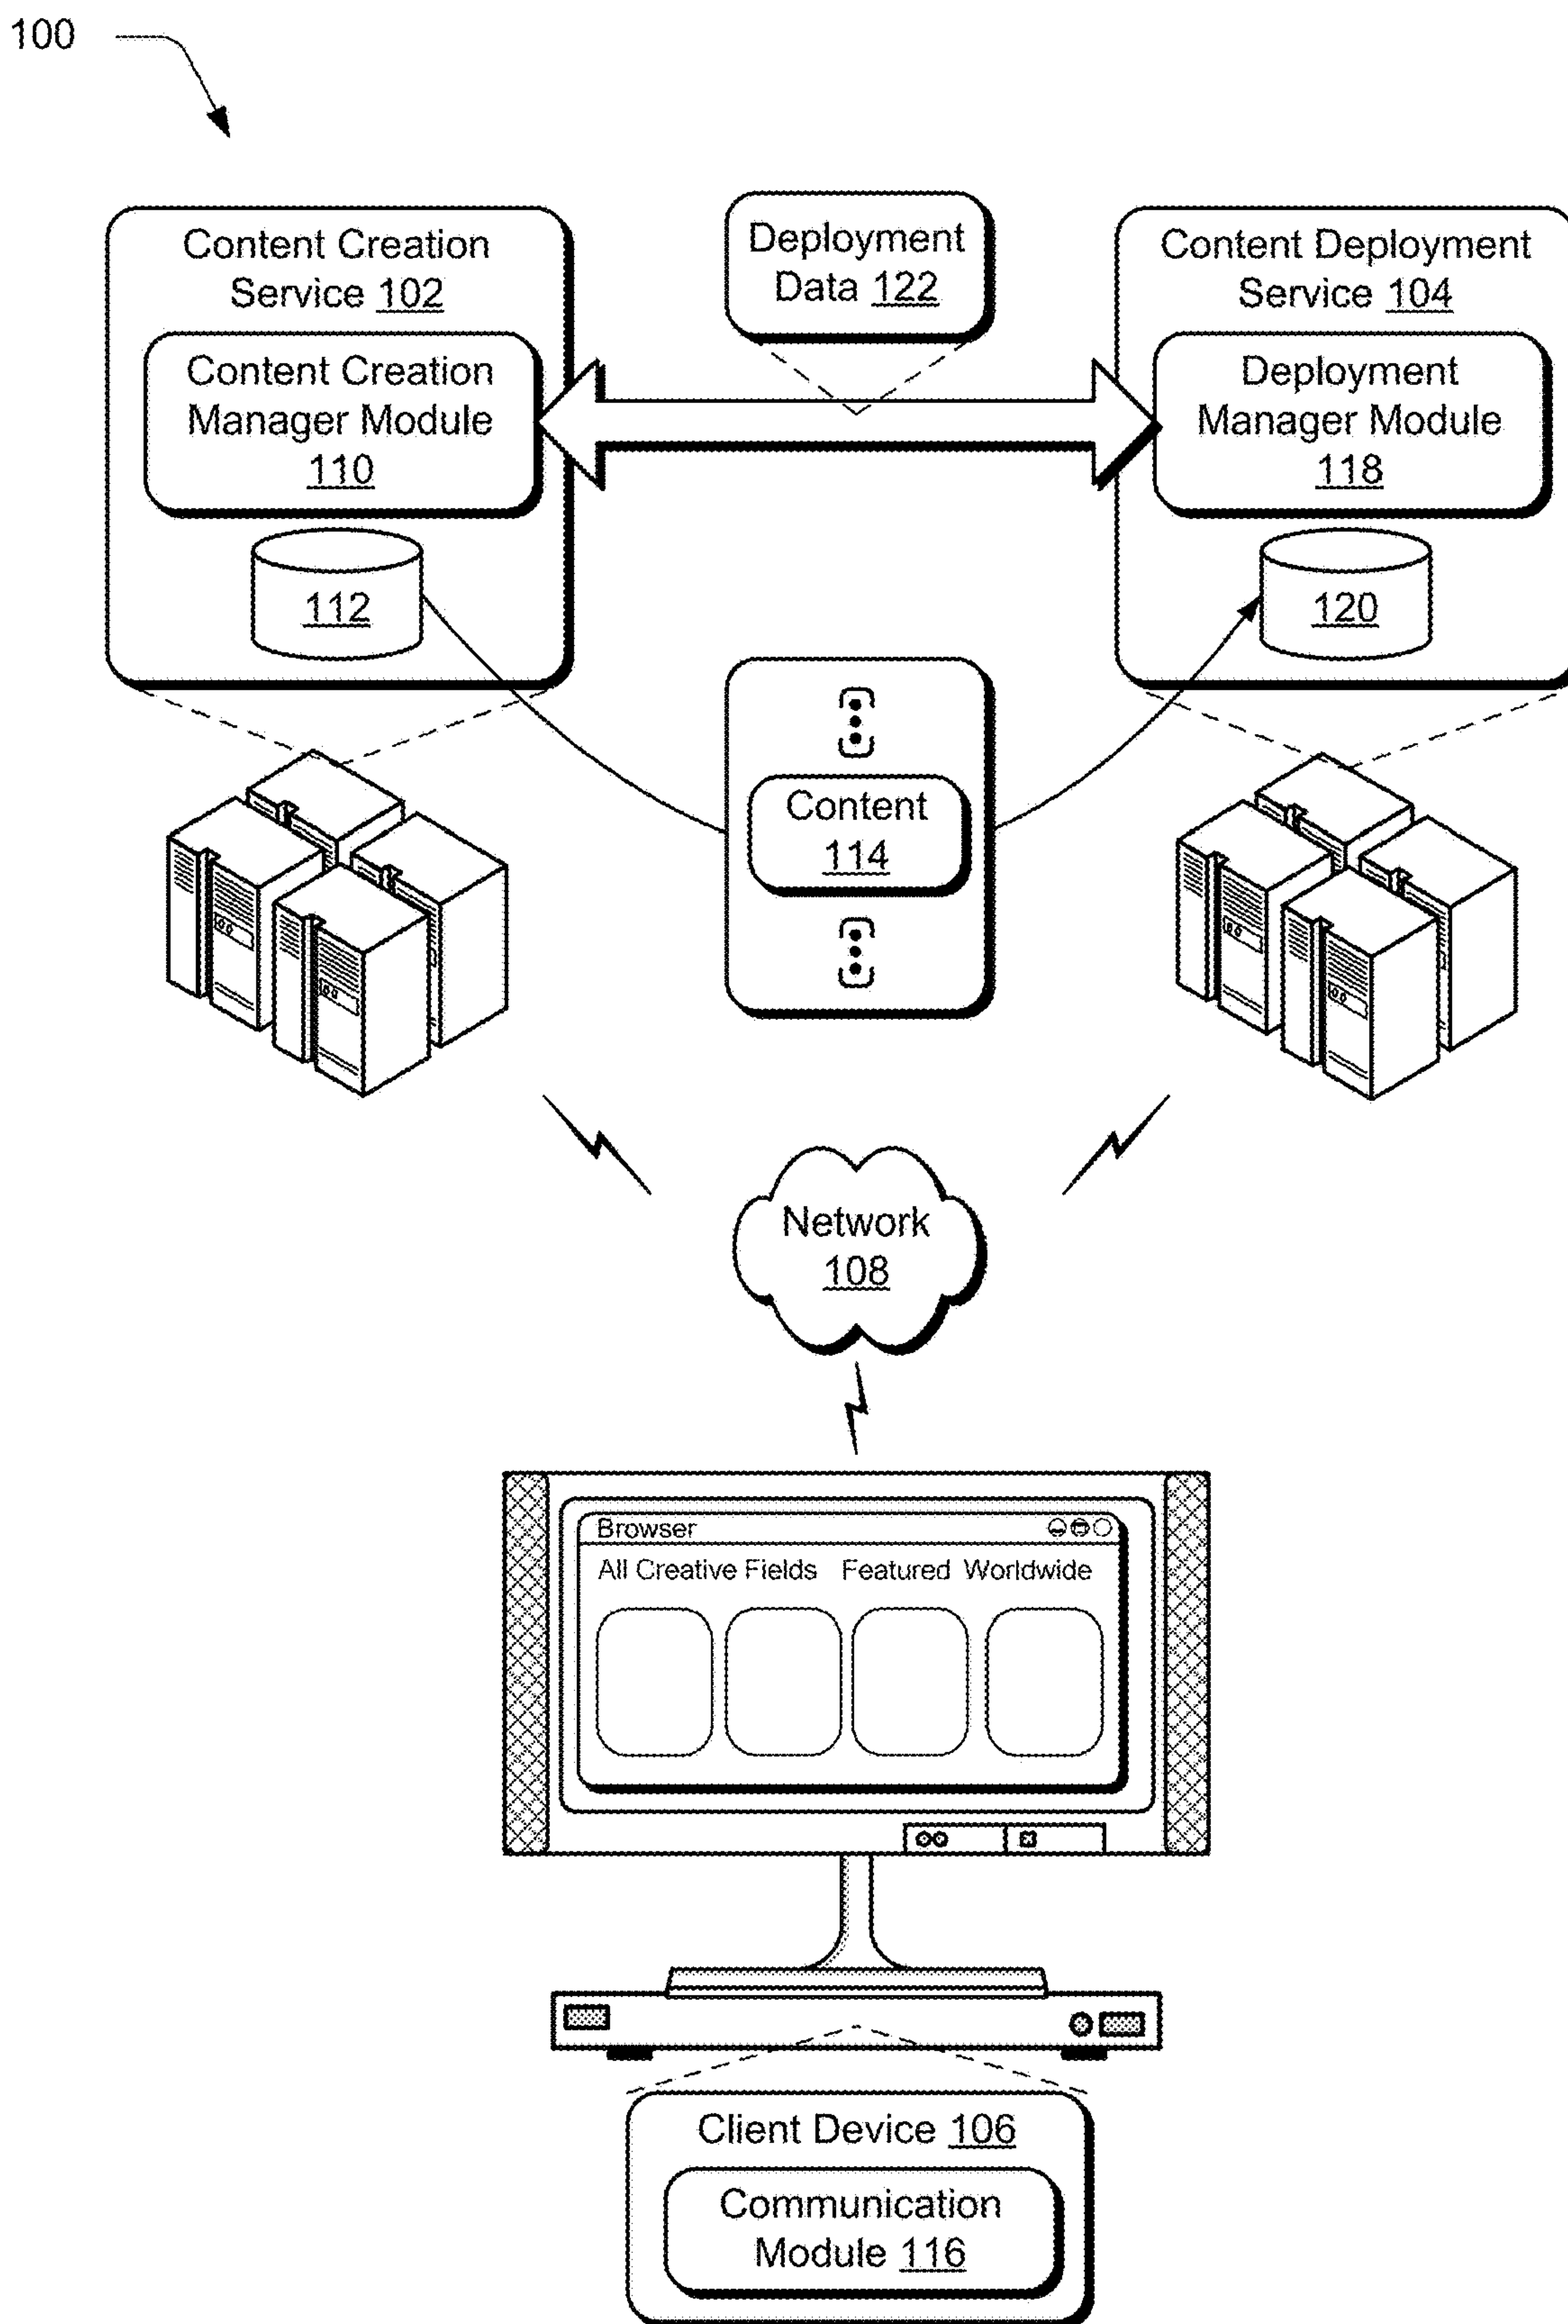 100
Content Creation
Service 102
Content Creation
Manager Module
110
112
Deployment
Data 122
Content Deployment
Service 104
Deployment
Manager Module
118
120
Content
114
Network
108
Browser
All Creative Fields Featured Worldwide
Client Device 106
Communication
Module 116